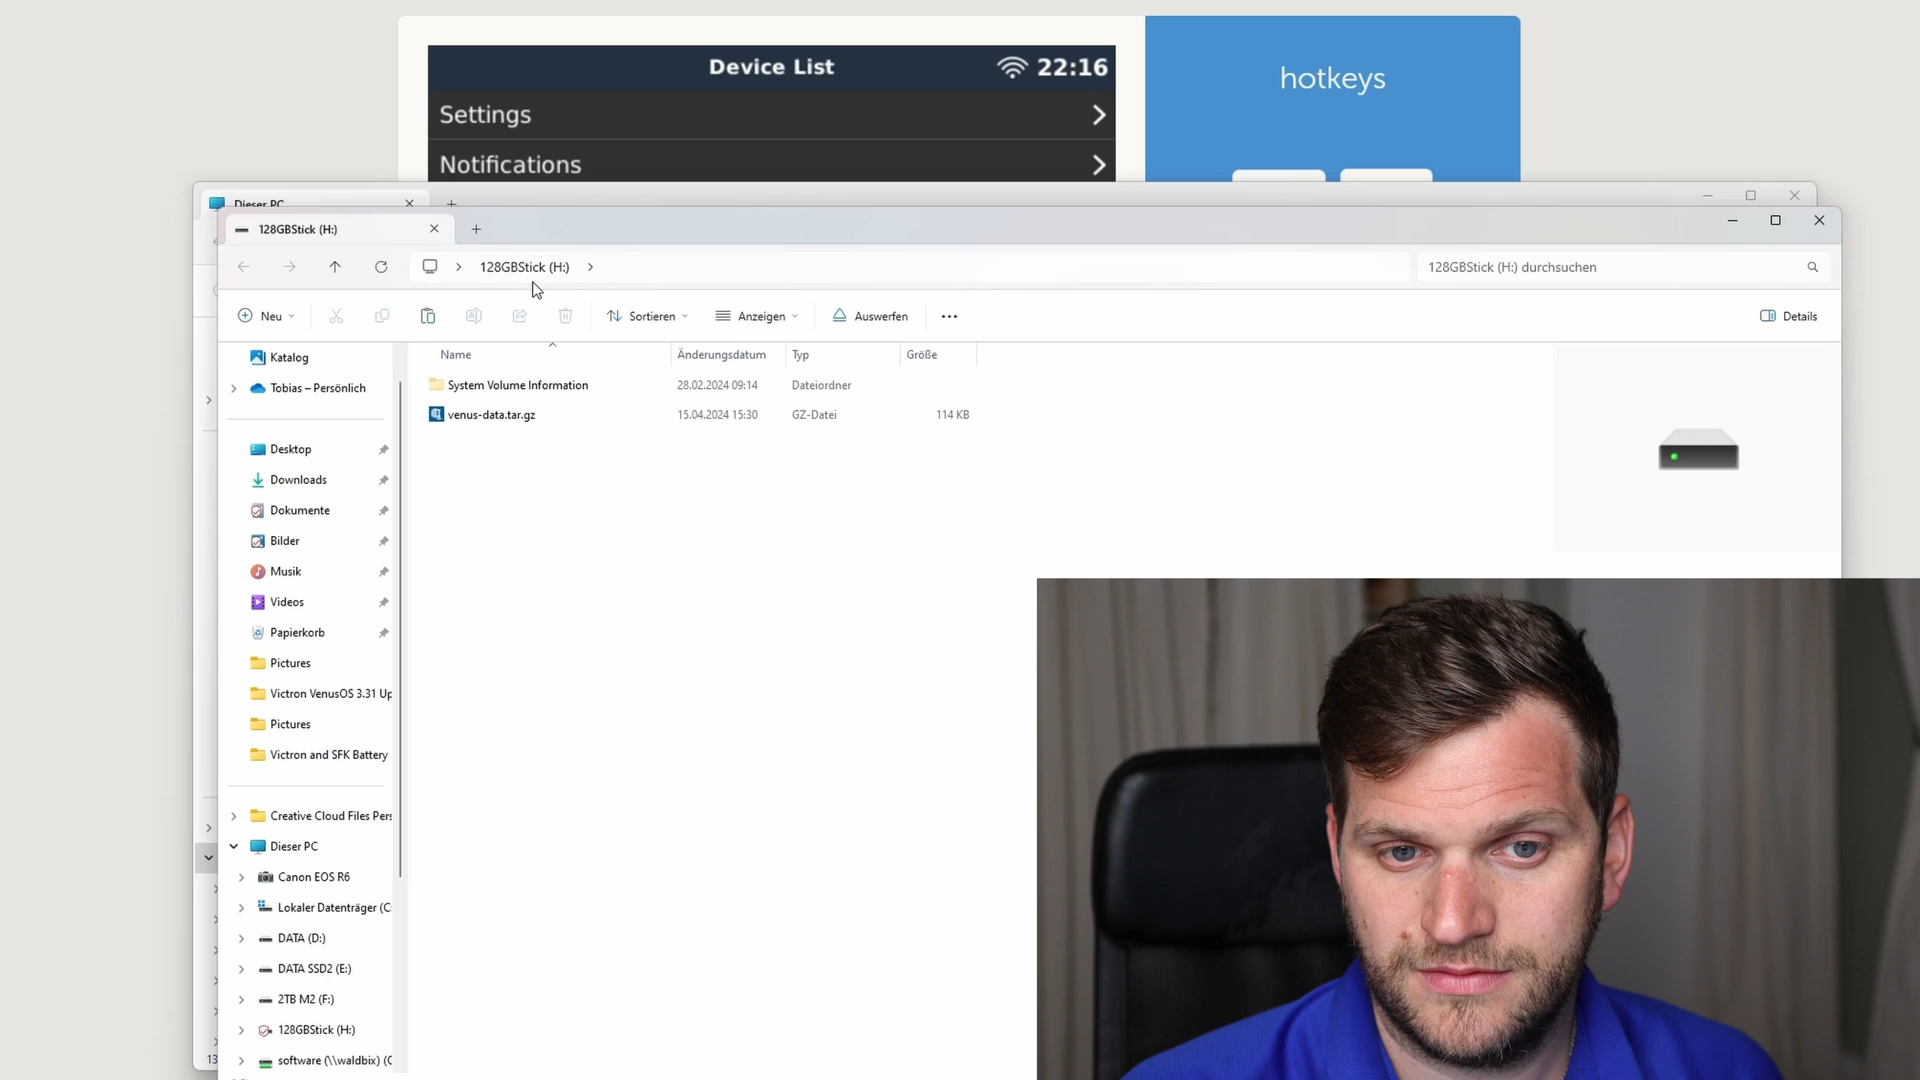 Device List
22:16
Settings
Notifications
hotkeys
Dieser PC
128GBStick (H:)
128GBStick (H:)
128GBStick (H:) durchsuchen
Neu
Sortieren
Anzeigen
Auswerfen
Details
Name Änderungsdatum Typ Größe
System Volume Information 28.02.2024 09:14 Dateiordner
venus-data.tar.gz 15.04.2024 15:30 GZ-Datei 114 KB
Katalog
Tobias – Persönlich
Desktop
Downloads
Dokumente
Bilder
Musik
Videos
Papierkorb
Pictures
Victron VenusOS 3.31 Up
Pictures
Victron and SFK Battery
Creative Cloud Files Pers
Dieser PC
Canon EOS R6
Lokaler Datenträger (C:
DATA (D:)
DATA SSD2 (E:)
2TB M2 (F:)
128GBStick (H:)
software (\\waldbix) (
13